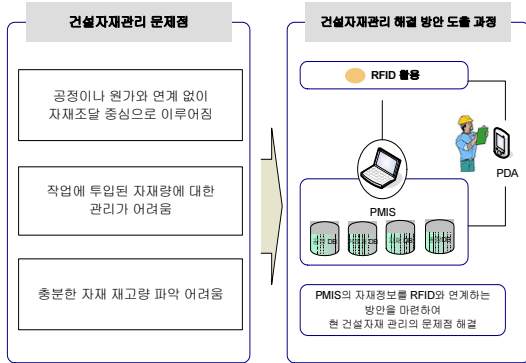 건설자재관리 문제점
공정이나 원가와 연계 없이
자재조달 중심으로 이루어짐
작업에 투입된 자재량에 대한
관리가 어려움
충분한 자재 재고량 파악 어려움
건설자재관리 해결 방안 도출 과정
RFID 활용
PDA
PMIS
DB
DB
DB
DB
PMIS의 자재정보를 RFID와 연계하는
방안을 마련하여
현 건설자재 관리의 문제점 해결